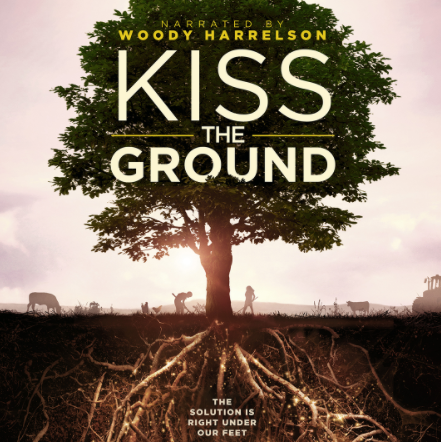 NARRATED BY
WOODY HARRELSON
KISS
THE
GROUND
THE
SOLUTION IS
RIGHT UNDER
OUR FEET